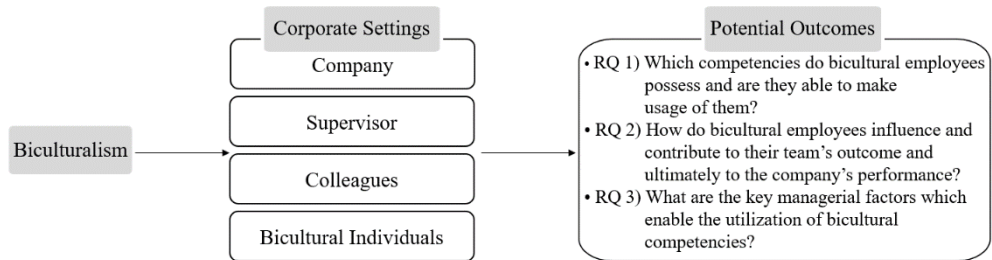 Biculturalism
Corporate Settings
Company
Supervisor
Colleagues
Bicultural Individuals
Potential Outcomes
• RQ 1) Which competencies do bicultural employees
possess and are they able to make
usage of them?
• RQ 2) How do bicultural employees influence and
contribute to their team's outcome and
ultimately to the company's performance?
• RQ 3) What are the key managerial factors which
enable the utilization of bicultural
competencies?